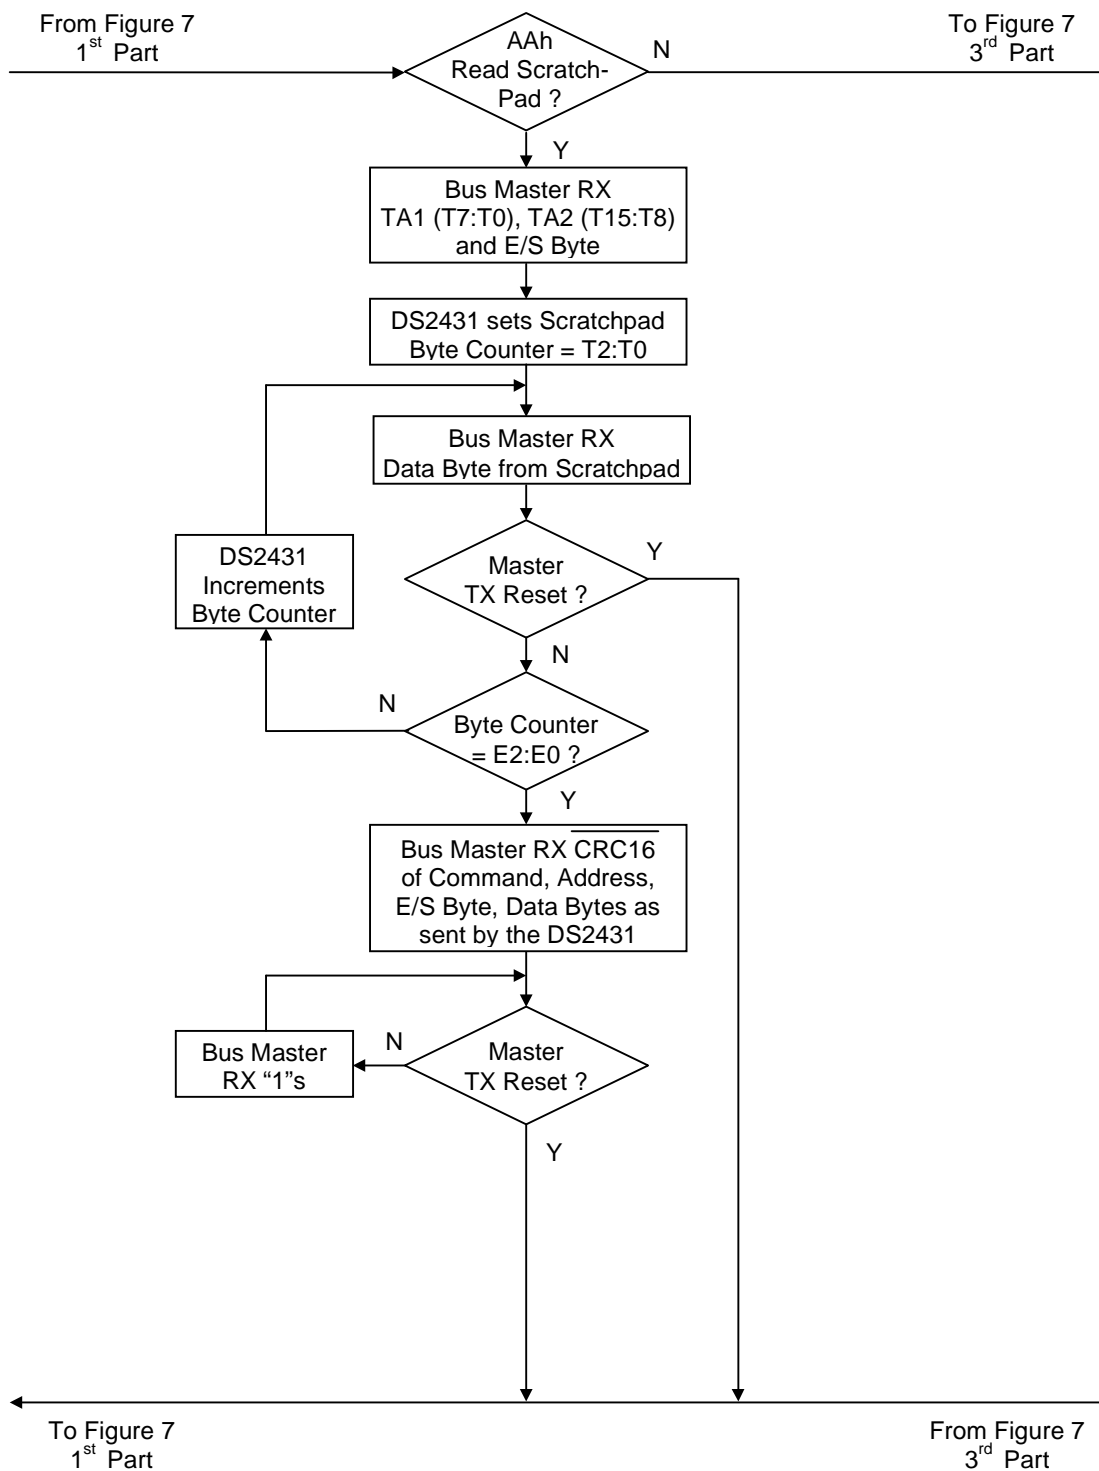 From Figure 7
1st Part
To Figure 7
3rd Part
AAh
Read Scratch-
Pad ?
N
Y
Bus Master RX
TA1 (T7:T0), TA2 (T15:T8)
and E/S Byte
DS2431 sets Scratchpad
Byte Counter = T2:T0
Bus Master RX
Data Byte from Scratchpad
DS2431
Increments
Byte Counter
Master
TX Reset ?
Y
N
N
Byte Counter
= E2:E0 ?
Y
Bus Master RX CRC16
of Command, Address,
E/S Byte, Data Bytes as
sent by the DS2431
Bus Master
RX “1”s
N
Master
TX Reset ?
Y
To Figure 7
1st Part
From Figure 7
3rd Part